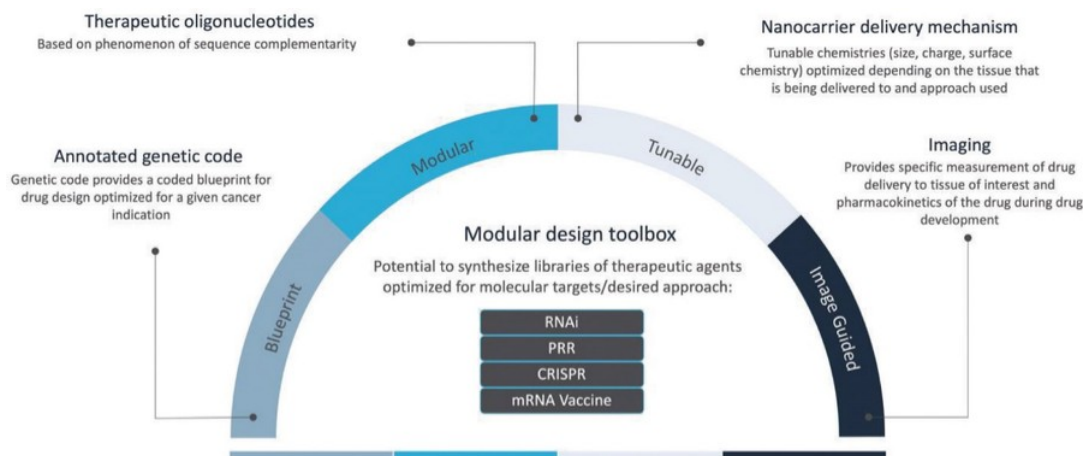 Therapeutic oligonucleotides
Based on phenomenon of sequence complementarity
Nanocarrier delivery mechanism
Tunable chemistries (size, charge, surface
chemistry) optimized depending on the tissue that
is being delivered to and approach used
Annotated genetic code
Genetic code provides a coded blueprint for
drug design optimized for a given cancer
indication
Imaging
Provides specific measurement of drug
delivery to tissue of interest and
pharmacokinetics of the drug during drug
development
Blueprint
Modular
Tunable
Image Guided
Modular design toolbox
Potential to synthesize libraries of therapeutic agents
optimized for molecular targets/desired approach:
RNAi
PRR
CRISPR
mRNA Vaccine